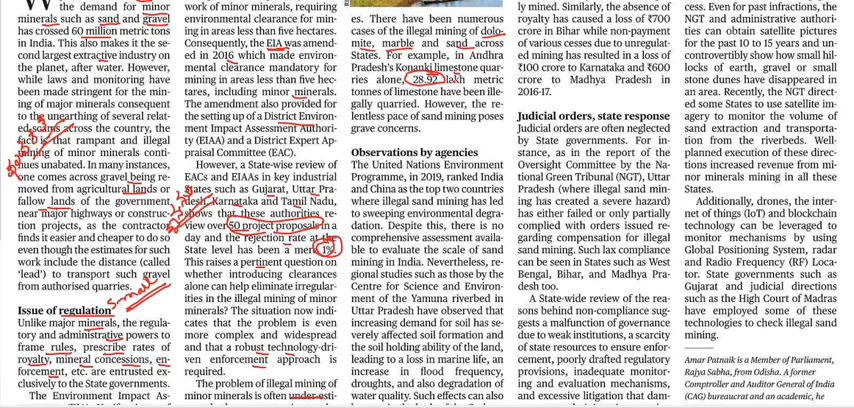 the demand for minor
minerals such as sand and gravel
has crossed 60 million metric tons
in India. This also makes it the se-
cond largest extractive industry on
the planet, after water. However,
while laws and monitoring have
been made stringent for the min-
ing of major minerals consequent
to the unearthing of several relat-
ed scams across the country, the
fact is that rampant and illegal
mining of minor minerals conti-
nues unabated. In many instances,
one comes across gravel being re-
moved from agricultural lands or
fallow lands of the government
near major highways or construc-
tion projects, as the contractor
finds it easier and cheaper to do so
even though the estimates for such
work include the distance (called
‘lead’) to transport such gravel
from authorised quarries.
small
Issue of regulation
Unlike major minerals, the regula-
tory and administrative powers to
frame rules, prescribe rates of
royalty, mineral concessions, en-
forcement, etc. are entrusted ex-
clusively to the State governments.
The Environment Impact As-
work of minor minerals, requiring
environmental clearance for min-
ing in areas less than five hectares.
Consequently, the EIA was amend-
ed in 2016 which made environ-
mental clearance mandatory for
mining in areas less than five hec-
tares, including minor minerals.
The amendment also provided for
the setting up of a District Environ-
ment Impact Assessment Authori-
ty (EIAA) and a District Expert Ap-
praisal Committee (EAC).
However, a State-wise review of
EACs and EIAAs in key industrial
States such as Gujarat, Uttar Pra-
desh, Karnataka and Tamil Nadu,
shows that these authorities re-
view over 50 project proposals in a
day and the rejection rate at the
State level has been a mere 1%.
This raises a pertinent question on
whether introducing clearances
alone can help eliminate irregular-
ities in the illegal mining of minor
minerals? The situation now indi-
cates that the problem is even
more complex and widespread
and that a robust technology-dri-
ven enforcement approach is
required.
The problem of illegal mining of
minor minerals is often under-esti-
es. There have been numerous
cases of the illegal mining of dolo-
mite, marble and sand across
States. For example, in Andhra
Pradesh’s Konanki limestone quar-
ries alone, 28.92 lakh metric
tonnes of limestone have been ille-
gally quarried. However, the re-
lentless pace of sand mining poses
grave concerns.
Observations by agencies
The United Nations Environment
Programme, in 2019, ranked India
and China as the top two countries
where illegal sand mining has led
to sweeping environmental degra-
dation. Despite this, there is no
comprehensive assessment availa-
ble to evaluate the scale of sand
mining in India. Nevertheless, re-
gional studies such as those by the
Centre for Science and Environ-
ment of the Yamuna riverbed in
Uttar Pradesh have observed that
increasing demand for soil has se-
verely affected soil formation and
the soil holding ability of the land,
leading to a loss in marine life, an
increase in flood frequency,
droughts, and also degradation of
water quality. Such effects can also
ly mined. Similarly, the absence of
royalty has caused a loss of ₹700
crore in Bihar while non-payment
of various cesses due to unregulat-
ed mining has resulted in a loss of
₹100 crore to Karnataka and ₹600
crore to Madhya Pradesh in
2016-17.
Judicial orders, state response
Judicial orders are often neglected
by State governments. For in-
stance, as in the report of the
Oversight Committee by the Na-
tional Green Tribunal (NGT), Uttar
Pradesh (where illegal sand min-
ing has created a severe hazard)
has either failed or only partially
complied with orders issued re-
garding compensation for illegal
sand mining. Such lax compliance
can be seen in States such as West
Bengal, Bihar, and Madhya Pra-
desh too.
A State-wide review of the rea-
sons behind non-compliance sug-
gests a malfunction of governance
due to weak institutions, a scarcity
of state resources to ensure enfor-
cement, poorly drafted regulatory
provisions, inadequate monitor-
ing and evaluation mechanisms,
and excessive litigation that dam-
cess. Even for past infractions, the
NGT and administrative authori-
ties can obtain satellite pictures
for the past 10 to 15 years and un-
controvertibly show how small hil-
locks of earth, gravel or small
stone dunes have disappeared in
an area. Recently, the NGT direct-
ed some States to use satellite im-
agery to monitor the volume of
sand extraction and transporta-
tion from the riverbeds. Well-
planned execution of these direc-
tions increased revenue from mi-
nor minerals mining in all these
States.
Additionally, drones, the inter-
net of things (IoT) and blockchain
technology can be leveraged to
monitor mechanisms by using
Global Positioning System, radar
and Radio Frequency (RF) Loca-
tor. State governments such as
Gujarat and judicial directions
such as the High Court of Madras
have employed some of these
technologies to check illegal sand
mining.
Amar Patnaik is a Member of Parliament,
Rajya Sabha, from Odisha. A former
Comptroller and Auditor General of India
(CAG) bureaucrat and an academic, he